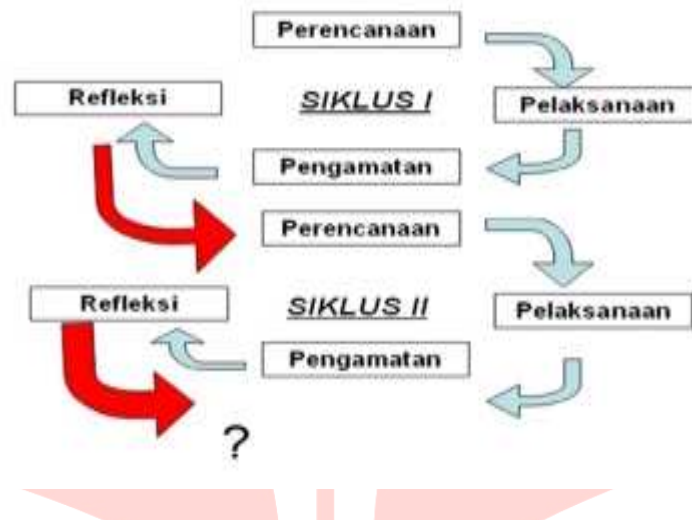 Perencanaan
Refleksi
SIKLUS I
Pelaksanaan
Pengamatan
Perencanaan
Refleksi
SIKLUS II
Pelaksanaan
Pengamatan
?